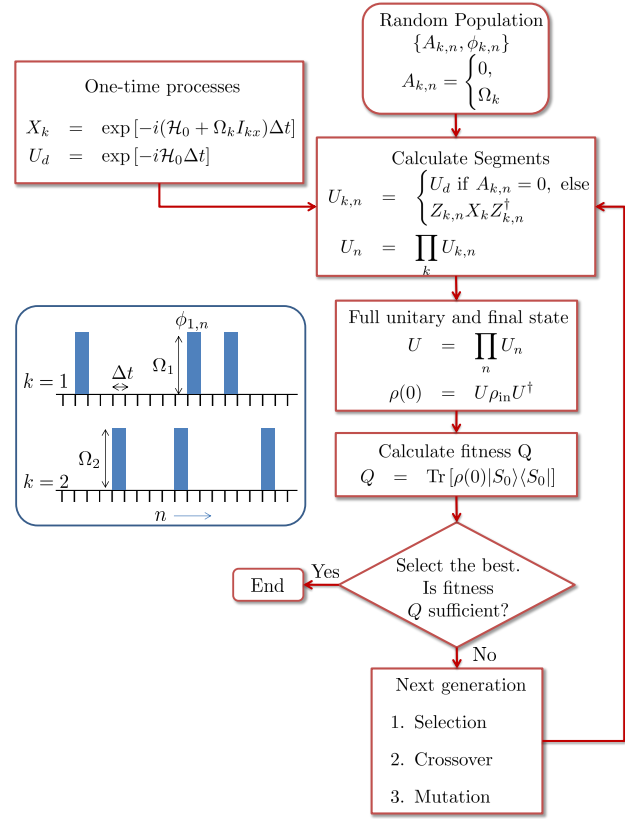 Random Population
{A_{k,n}, ϕ_{k,n}}
A_{k,n} = { 0,
Ω_k
One-time processes
X_k = exp [−i(ℋ_0 + Ω_k I_{kx})Δt]
U_d = exp [−iℋ_0Δt]
Calculate Segments
U_{k,n} = { U_d if A_{k,n} = 0, else
Z_{k,n} X_k Z_{k,n}^†
U_n = ∏_k U_{k,n}
Full unitary and final state
U = ∏_n U_n
ρ(0) = Uρ_{in}U^†
Calculate fitness Q
Q = Tr [ρ(0)|S_0⟩⟨S_0|]
ϕ_{1,n}
Ω_1
Δt
k = 1
Ω_2
k = 2
n
Select the best.
Is fitness
Q sufficient?
Yes
End
No
Next generation
1. Selection
2. Crossover
3. Mutation